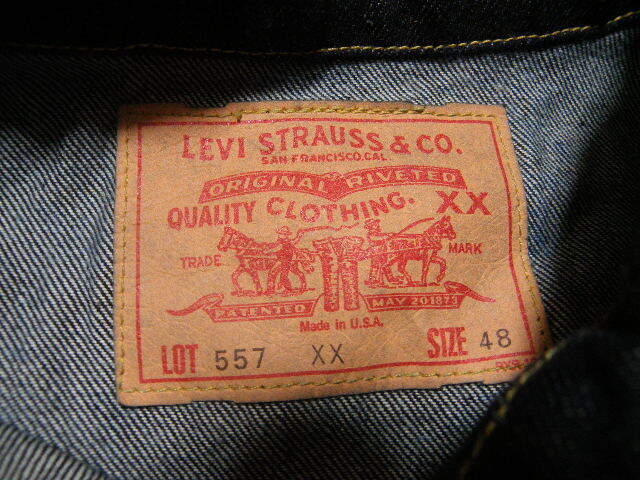 LEVI STRAUSS & CO.
SAN FRANCISCO. CAL.
ORIGINAL RIVETED
QUALITY CLOTHING. XX
TRADE MARK
PATENTED MAY 20 1873
Made in U.S.A.
LOT 557 XX SIZE 48